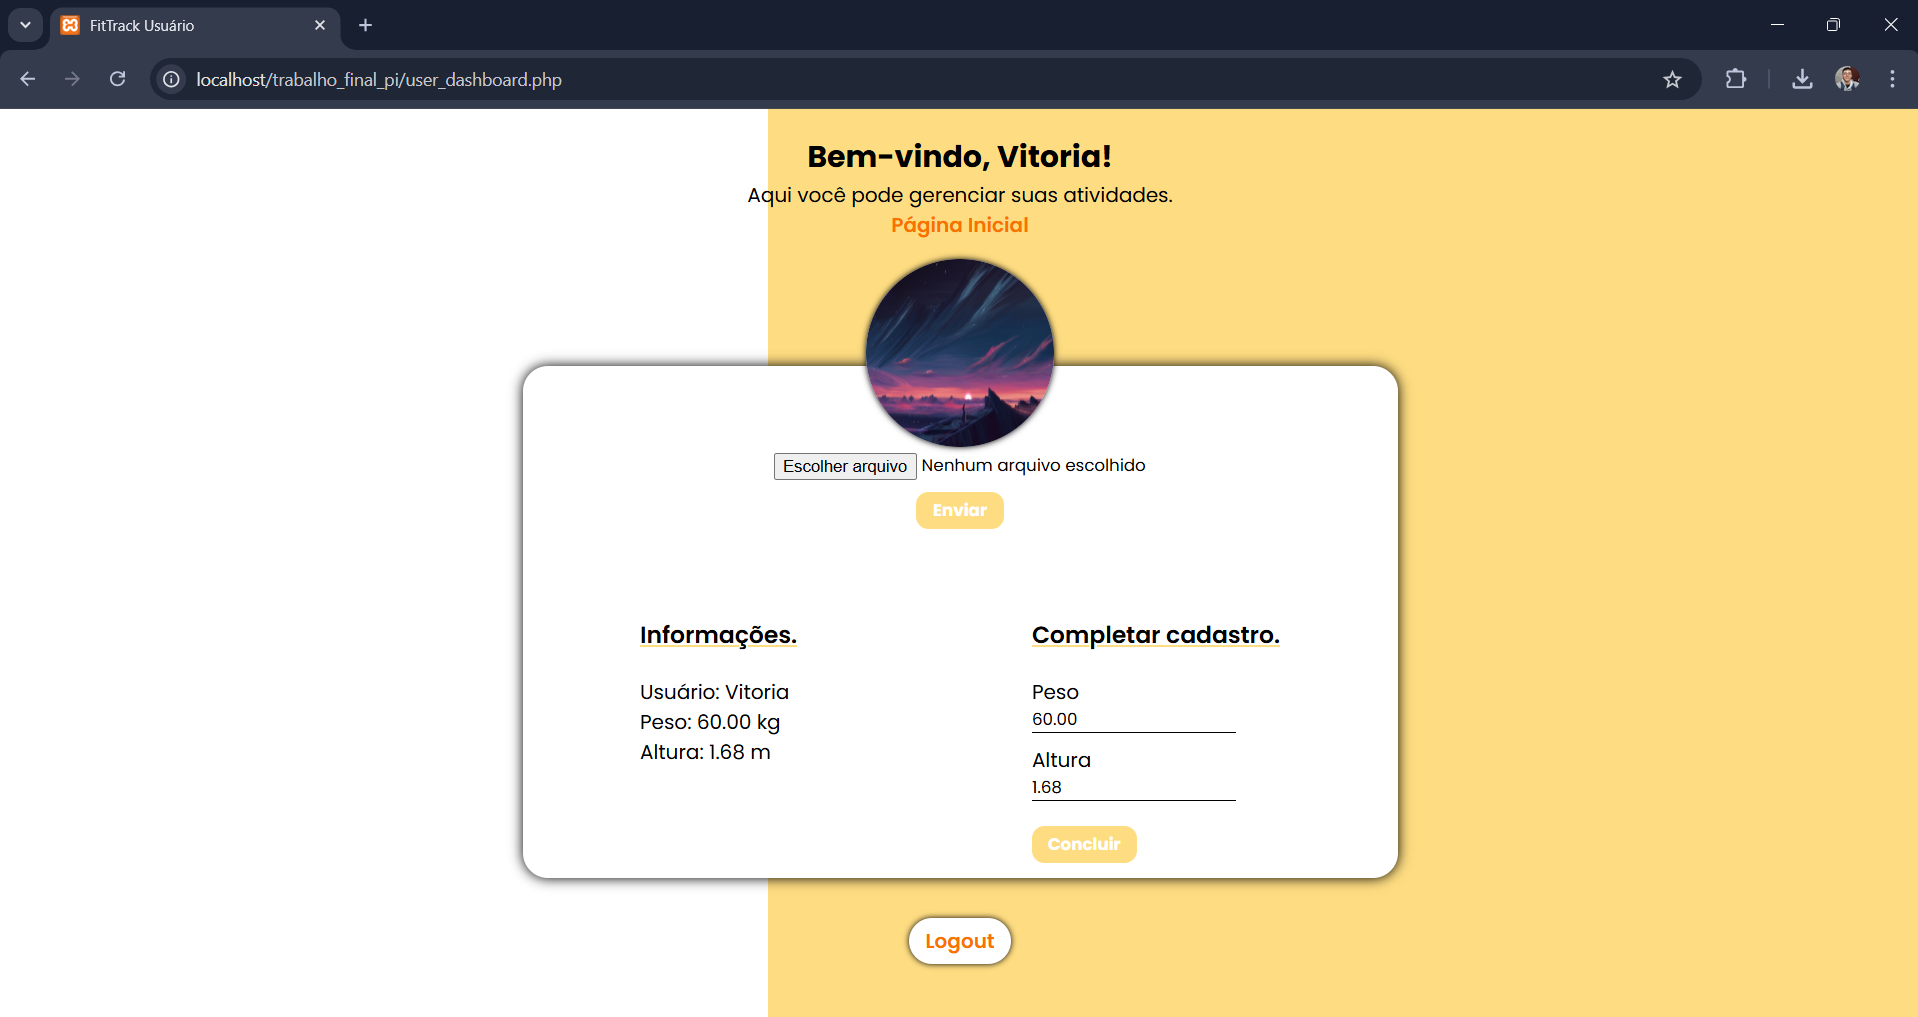 FitTrack Usuário
localhost/trabalho_final_pi/user_dashboard.php
Bem-vindo, Vitoria!
Aqui você pode gerenciar suas atividades.
Página Inicial
Escolher arquivo Nenhum arquivo escolhido
Enviar
Informações.
Usuário: Vitoria
Peso: 60.00 kg
Altura: 1.68 m
Completar cadastro.
Peso
60.00
Altura
1.68
Concluir
Logout